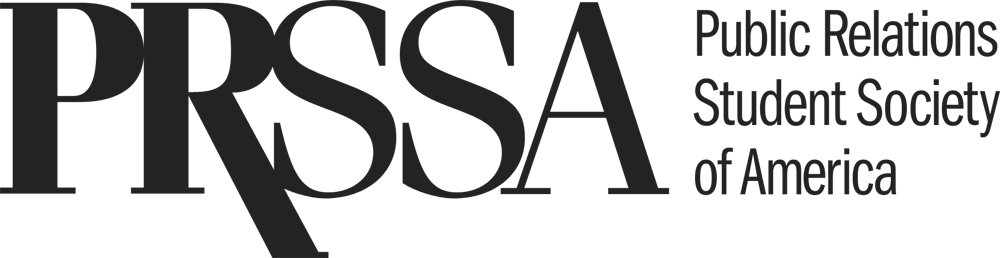 PRSSA
Public Relations
Student Society
of America